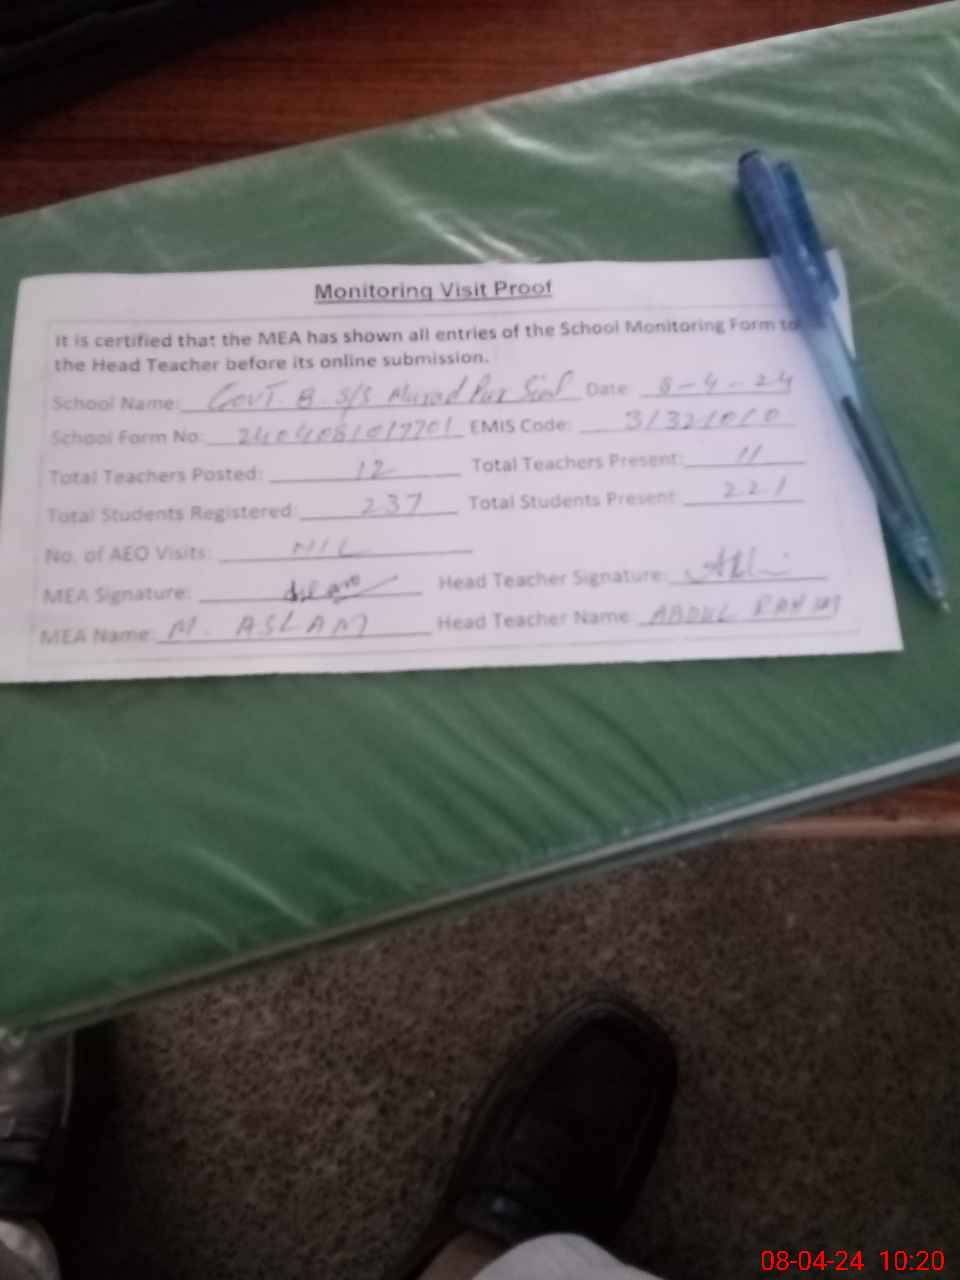 Monitoring Visit Proof
It is certified that the MEA has shown all entries of the School Monitoring Form to
the Head Teacher before its online submission.
School Name: GOVT. B. S/S Murad Pur Sial Date: 8-4-24
School Form No: 2404081017701 EMIS Code: 31321010
Total Teachers Posted: 12 Total Teachers Present: 11
Total Students Registered: 237 Total Students Present: 221
No. of AEO Visits: NIL
MEA Signature: Head Teacher Signature:
MEA Name: M. ASLAM Head Teacher Name: ABDUL
08-04-24 10:20